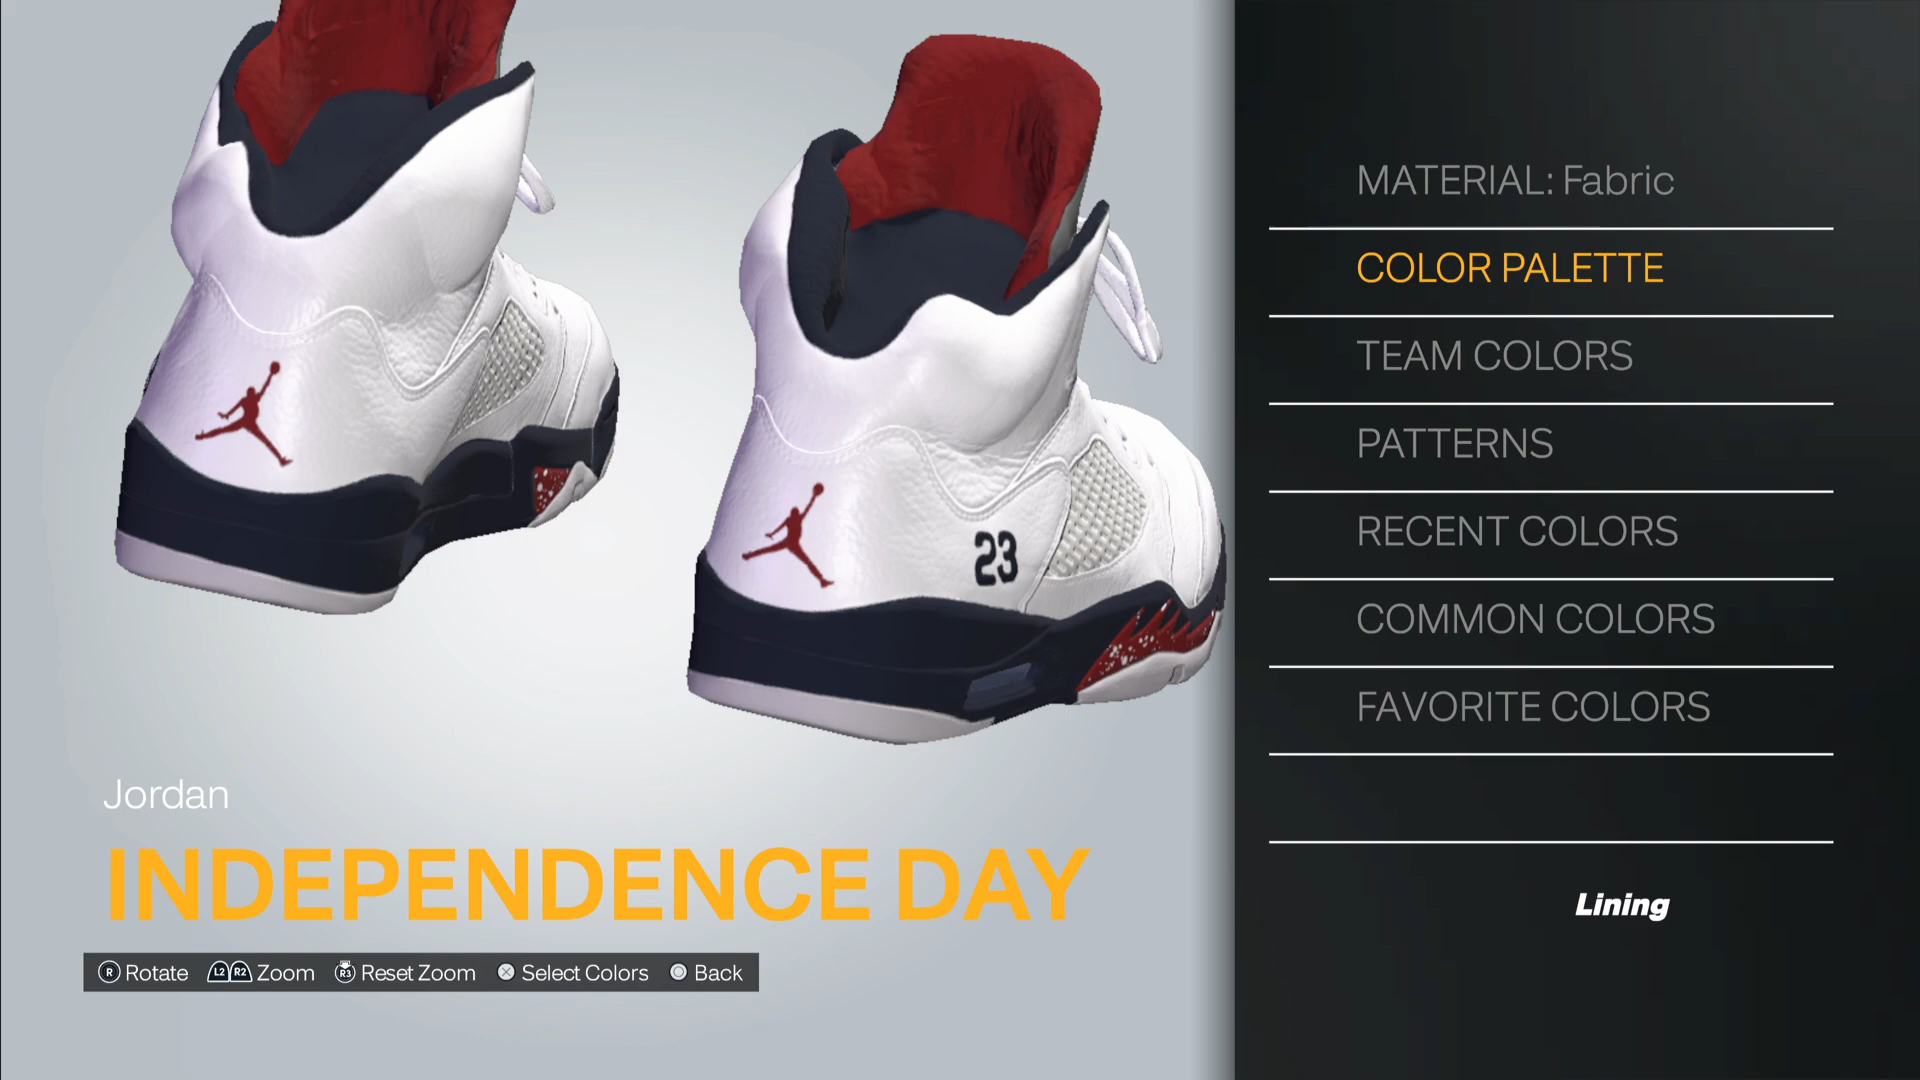 MATERIAL: Fabric
COLOR PALETTE
TEAM COLORS
PATTERNS
RECENT COLORS
COMMON COLORS
FAVORITE COLORS
Lining
23
Jordan
INDEPENDENCE DAY
R Rotate L2 R2 Zoom R3 Reset Zoom Select Colors Back